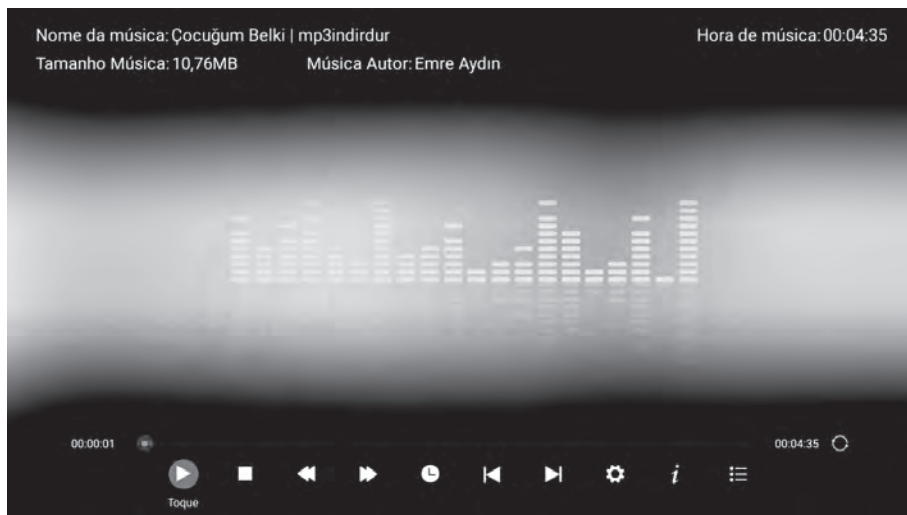 Nome da música: Çocuğum Belki | mp3indirdur Hora de música: 00:04:35
Tamanho Música: 10,76MB Música Autor: Emre Aydın
00:00:01 00:04:35
i
Toque